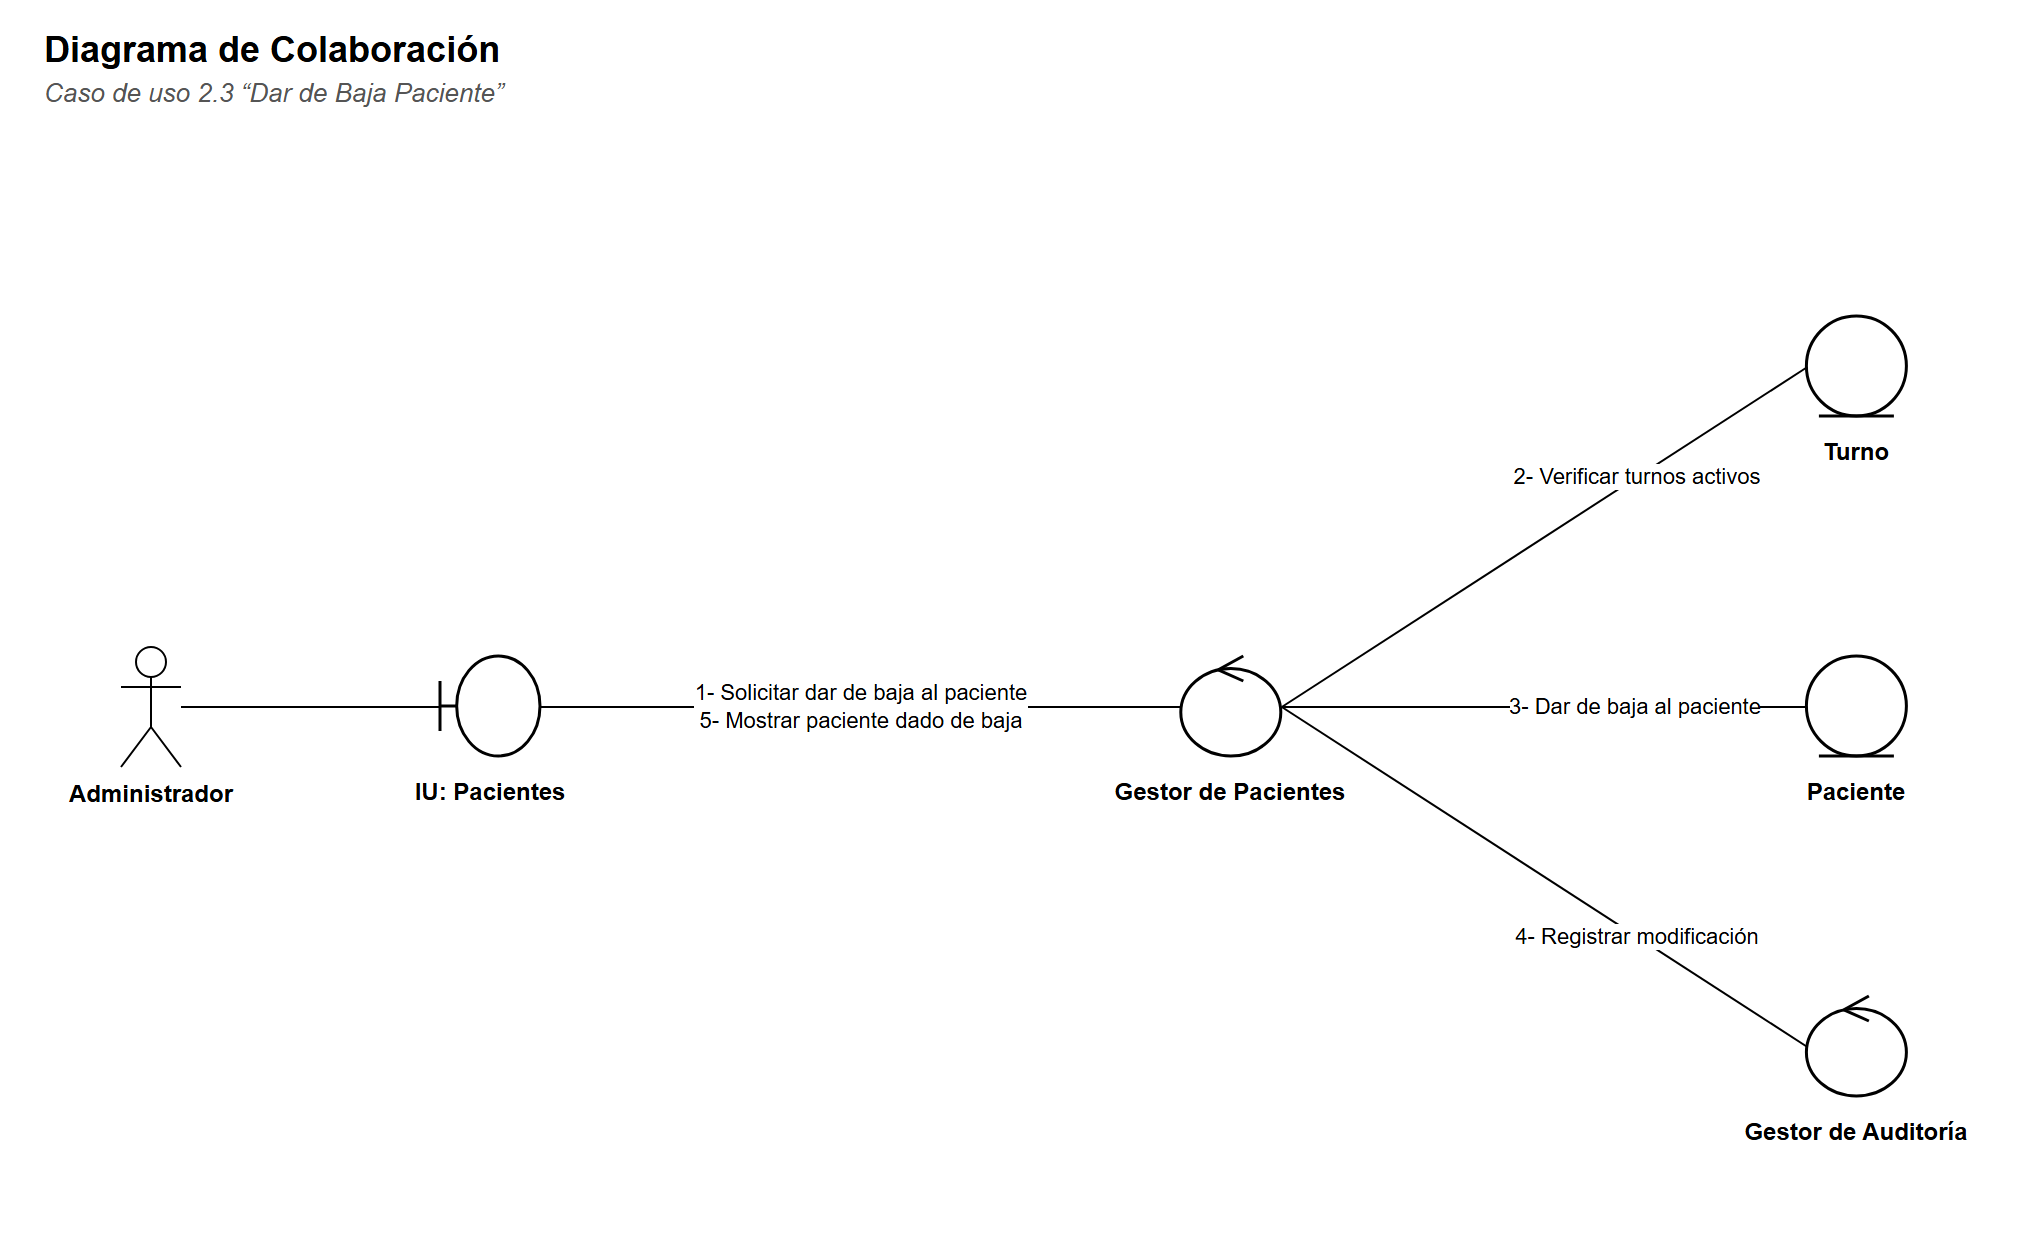 Diagrama de Colaboración
Caso de uso 2.3 “Dar de Baja Paciente”
Turno
2- Verificar turnos activos
1- Solicitar dar de baja al paciente
5- Mostrar paciente dado de baja
3- Dar de baja al paciente
Administrador
IU: Pacientes
Gestor de Pacientes
Paciente
4- Registrar modificación
Gestor de Auditoría